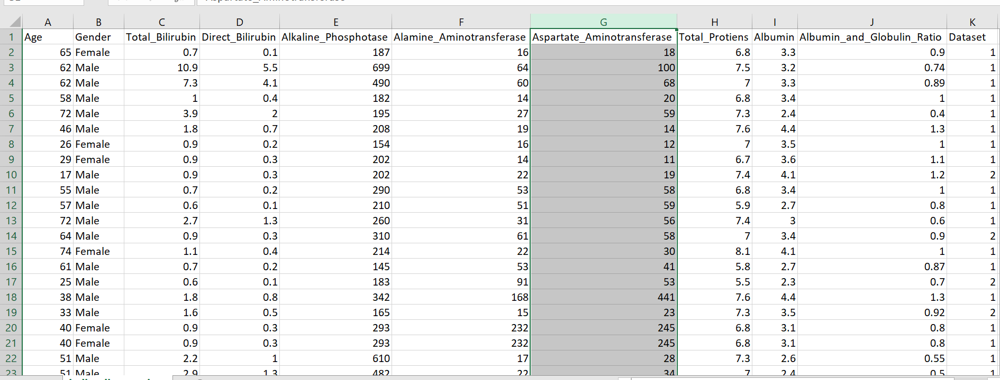 Aspartate_Aminotransferase
A B C D E F G H I J K
1 Age Gender Total_Bilirubin Direct_Bilirubin Alkaline_Phosphotase Alamine_Aminotransferase Aspartate_Aminotransferase Total_Protiens Albumin Albumin_and_Globulin_Ratio Dataset
2 65 Female 0.7 0.1 187 16 18 6.8 3.3 0.9 1
3 62 Male 10.9 5.5 699 64 100 7.5 3.2 0.74 1
4 62 Male 7.3 4.1 490 60 68 7 3.3 0.89 1
5 58 Male 1 0.4 182 14 20 6.8 3.4 1 1
6 72 Male 3.9 2 195 27 59 7.3 2.4 0.4 1
7 46 Male 1.8 0.7 208 19 14 7.6 4.4 1.3 1
8 26 Female 0.9 0.2 154 16 12 7 3.5 1 1
9 29 Female 0.9 0.3 202 14 11 6.7 3.6 1.1 1
10 17 Male 0.9 0.3 202 22 19 7.4 4.1 1.2 2
11 55 Male 0.7 0.2 290 53 58 6.8 3.4 1 1
12 57 Male 0.6 0.1 210 51 59 5.9 2.7 0.8 1
13 72 Male 2.7 1.3 260 31 56 7.4 3 0.6 1
14 64 Male 0.9 0.3 310 61 58 7 3.4 0.9 2
15 74 Female 1.1 0.4 214 22 30 8.1 4.1 1 1
16 61 Male 0.7 0.2 145 53 41 5.8 2.7 0.87 1
17 25 Male 0.6 0.1 183 91 53 5.5 2.3 0.7 2
18 38 Male 1.8 0.8 342 168 441 7.6 4.4 1.3 1
19 33 Male 1.6 0.5 165 15 23 7.3 3.5 0.92 2
20 40 Female 0.9 0.3 293 232 245 6.8 3.1 0.8 1
21 40 Female 0.9 0.3 293 232 245 6.8 3.1 0.8 1
22 51 Male 2.2 1 610 17 28 7.3 2.6 0.55 1
23 51 Male 2.9 1.3 482 22 34 7 2.4 0.5 1